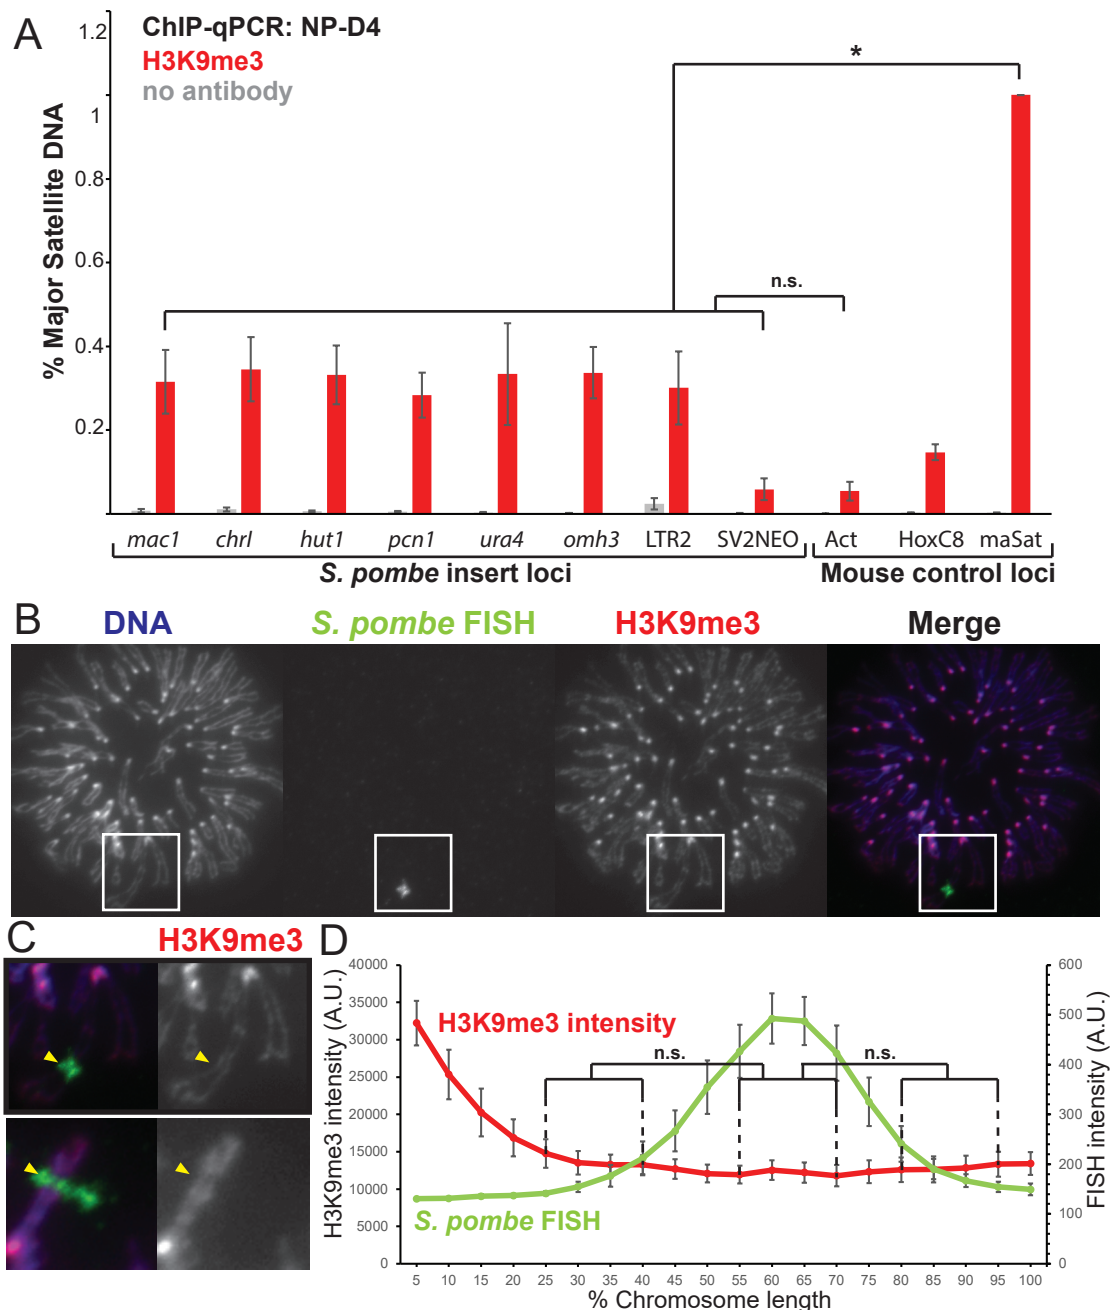 A
ChIP-qPCR: NP-D4
H3K9me3
no antibody
% Major Satellite DNA
1.2
1
0.8
0.6
0.4
0.2
*
n.s.
mac1 chrI hut1 pcn1 ura4 omh3 LTR2 SV2NEO Act HoxC8 maSat
S. pombe insert loci Mouse control loci
B
DNA S. pombe FISH H3K9me3 Merge
C
H3K9me3
D
H3K9me3 intensity (A.U.)
40000
35000
30000
25000
20000
15000
10000
5000
0
H3K9me3 intensity
n.s. n.s.
S. pombe FISH
600
500
400
300
200
100
0
FISH intensity (A.U.)
5 10 15 20 25 30 35 40 45 50 55 60 65 70 75 80 85 90 95 100
% Chromosome length